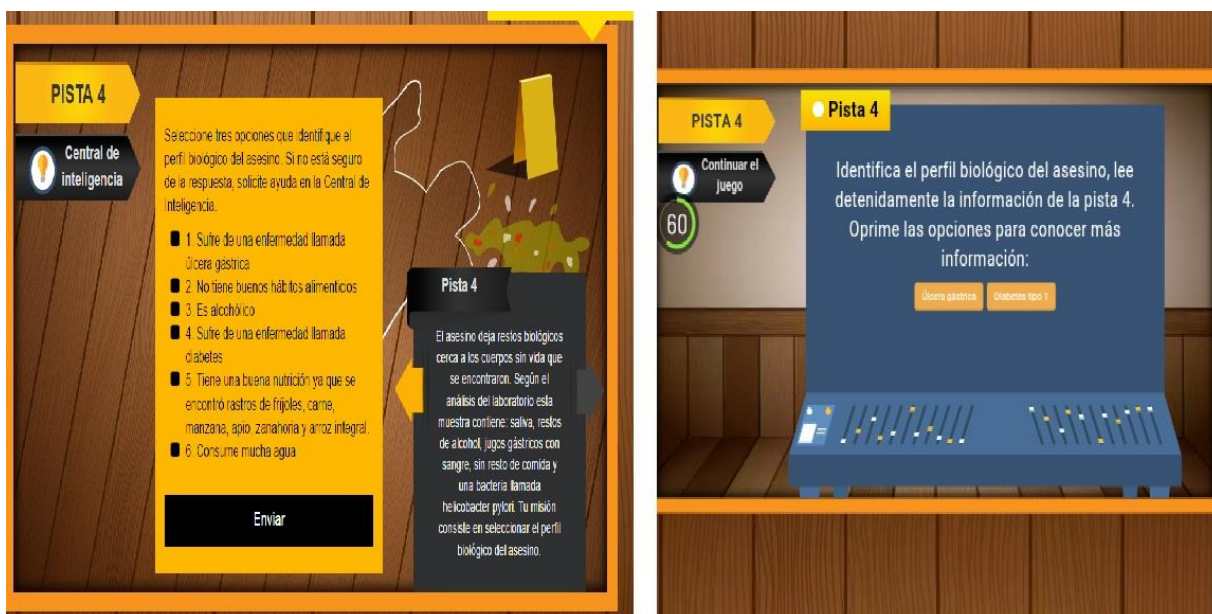 PISTA 4
Central de
inteligencia
Seleccione tres opciones que identifique el
perfil biológico del asesino. Si no está seguro
de la respuesta, solicite ayuda en la Central de
Inteligencia.
1. Sufre de una enfermedad llamada
úlcera gástrica
2. No tiene buenos hábitos alimenticios
3. Es alcohólico
4. Sufre de una enfermedad llamada
diabetes
5. Tiene una buena nutrición ya que se
encontró rastros de frijoles, carne,
manzana, apio, zanahoria y arroz integral.
6. Consume mucha agua
Enviar
Pista 4
El asesino deja restos biológicos
cerca a los cuerpos sin vida que
se encontraron. Según el
análisis del laboratorio esta
muestra contiene: saliva, restos
de alcohol, jugos gástricos con
sangre, sin resto de comida y
una bacteria llamada
helicobacter pylori. Tu misión
consiste en seleccionar el perfil
biológico del asesino.
PISTA 4
Continuar el
juego
60
Pista 4
Identifica el perfil biológico del asesino, lee
detenidamente la información de la pista 4.
Oprime las opciones para conocer más
información:
Úlcera gástrica
Diabetes tipo 1